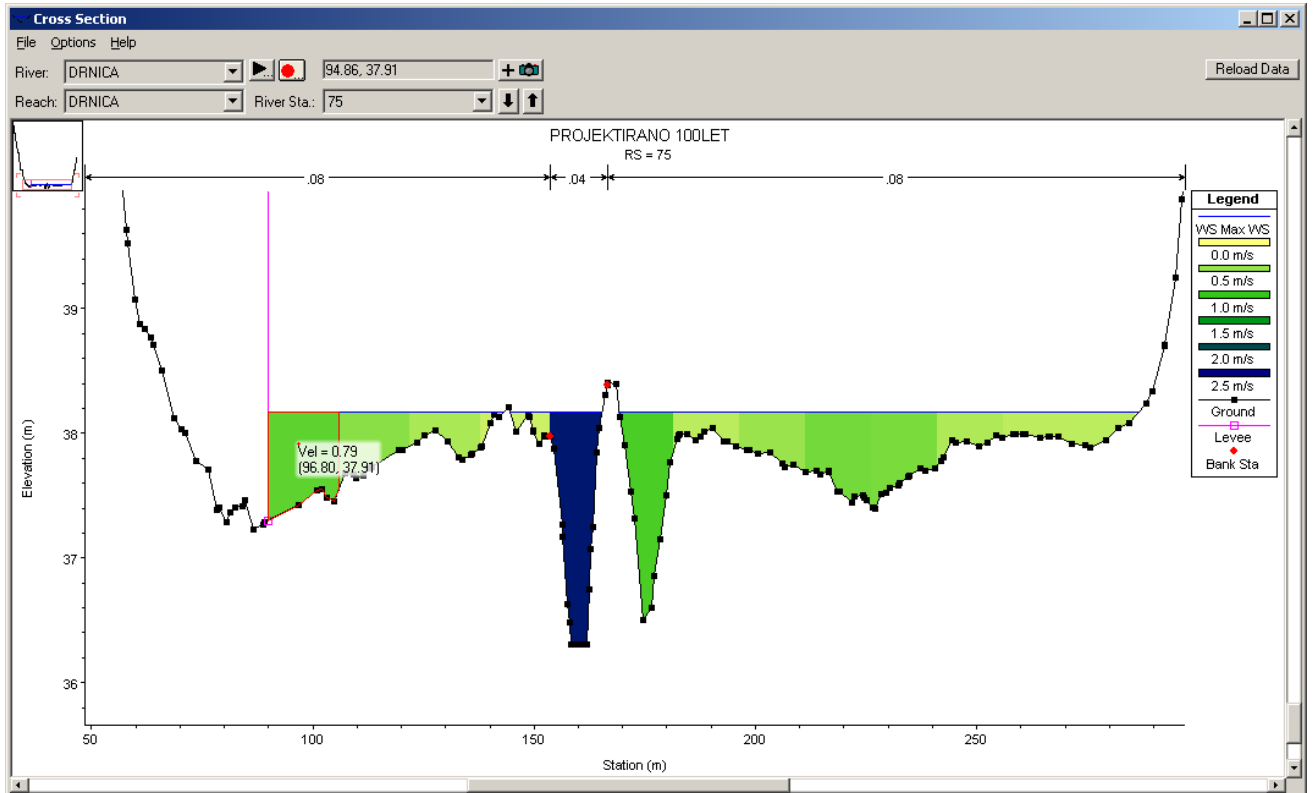 Cross Section
File Options Help
River: DRNICA 94.86, 37.91 Reload Data
Reach: DRNICA River Sta.: 75
PROJEKTIRANO 100LET
RS = 75
.08 .04 .08
Legend
WS Max WS
0.0 m/s
0.5 m/s
1.0 m/s
1.5 m/s
2.0 m/s
2.5 m/s
Ground
Levee
Bank Sta
Elevation (m)
39
38
37
36
Vel = 0.79
(96.80, 37.91)
50 100 150 200 250
Station (m)